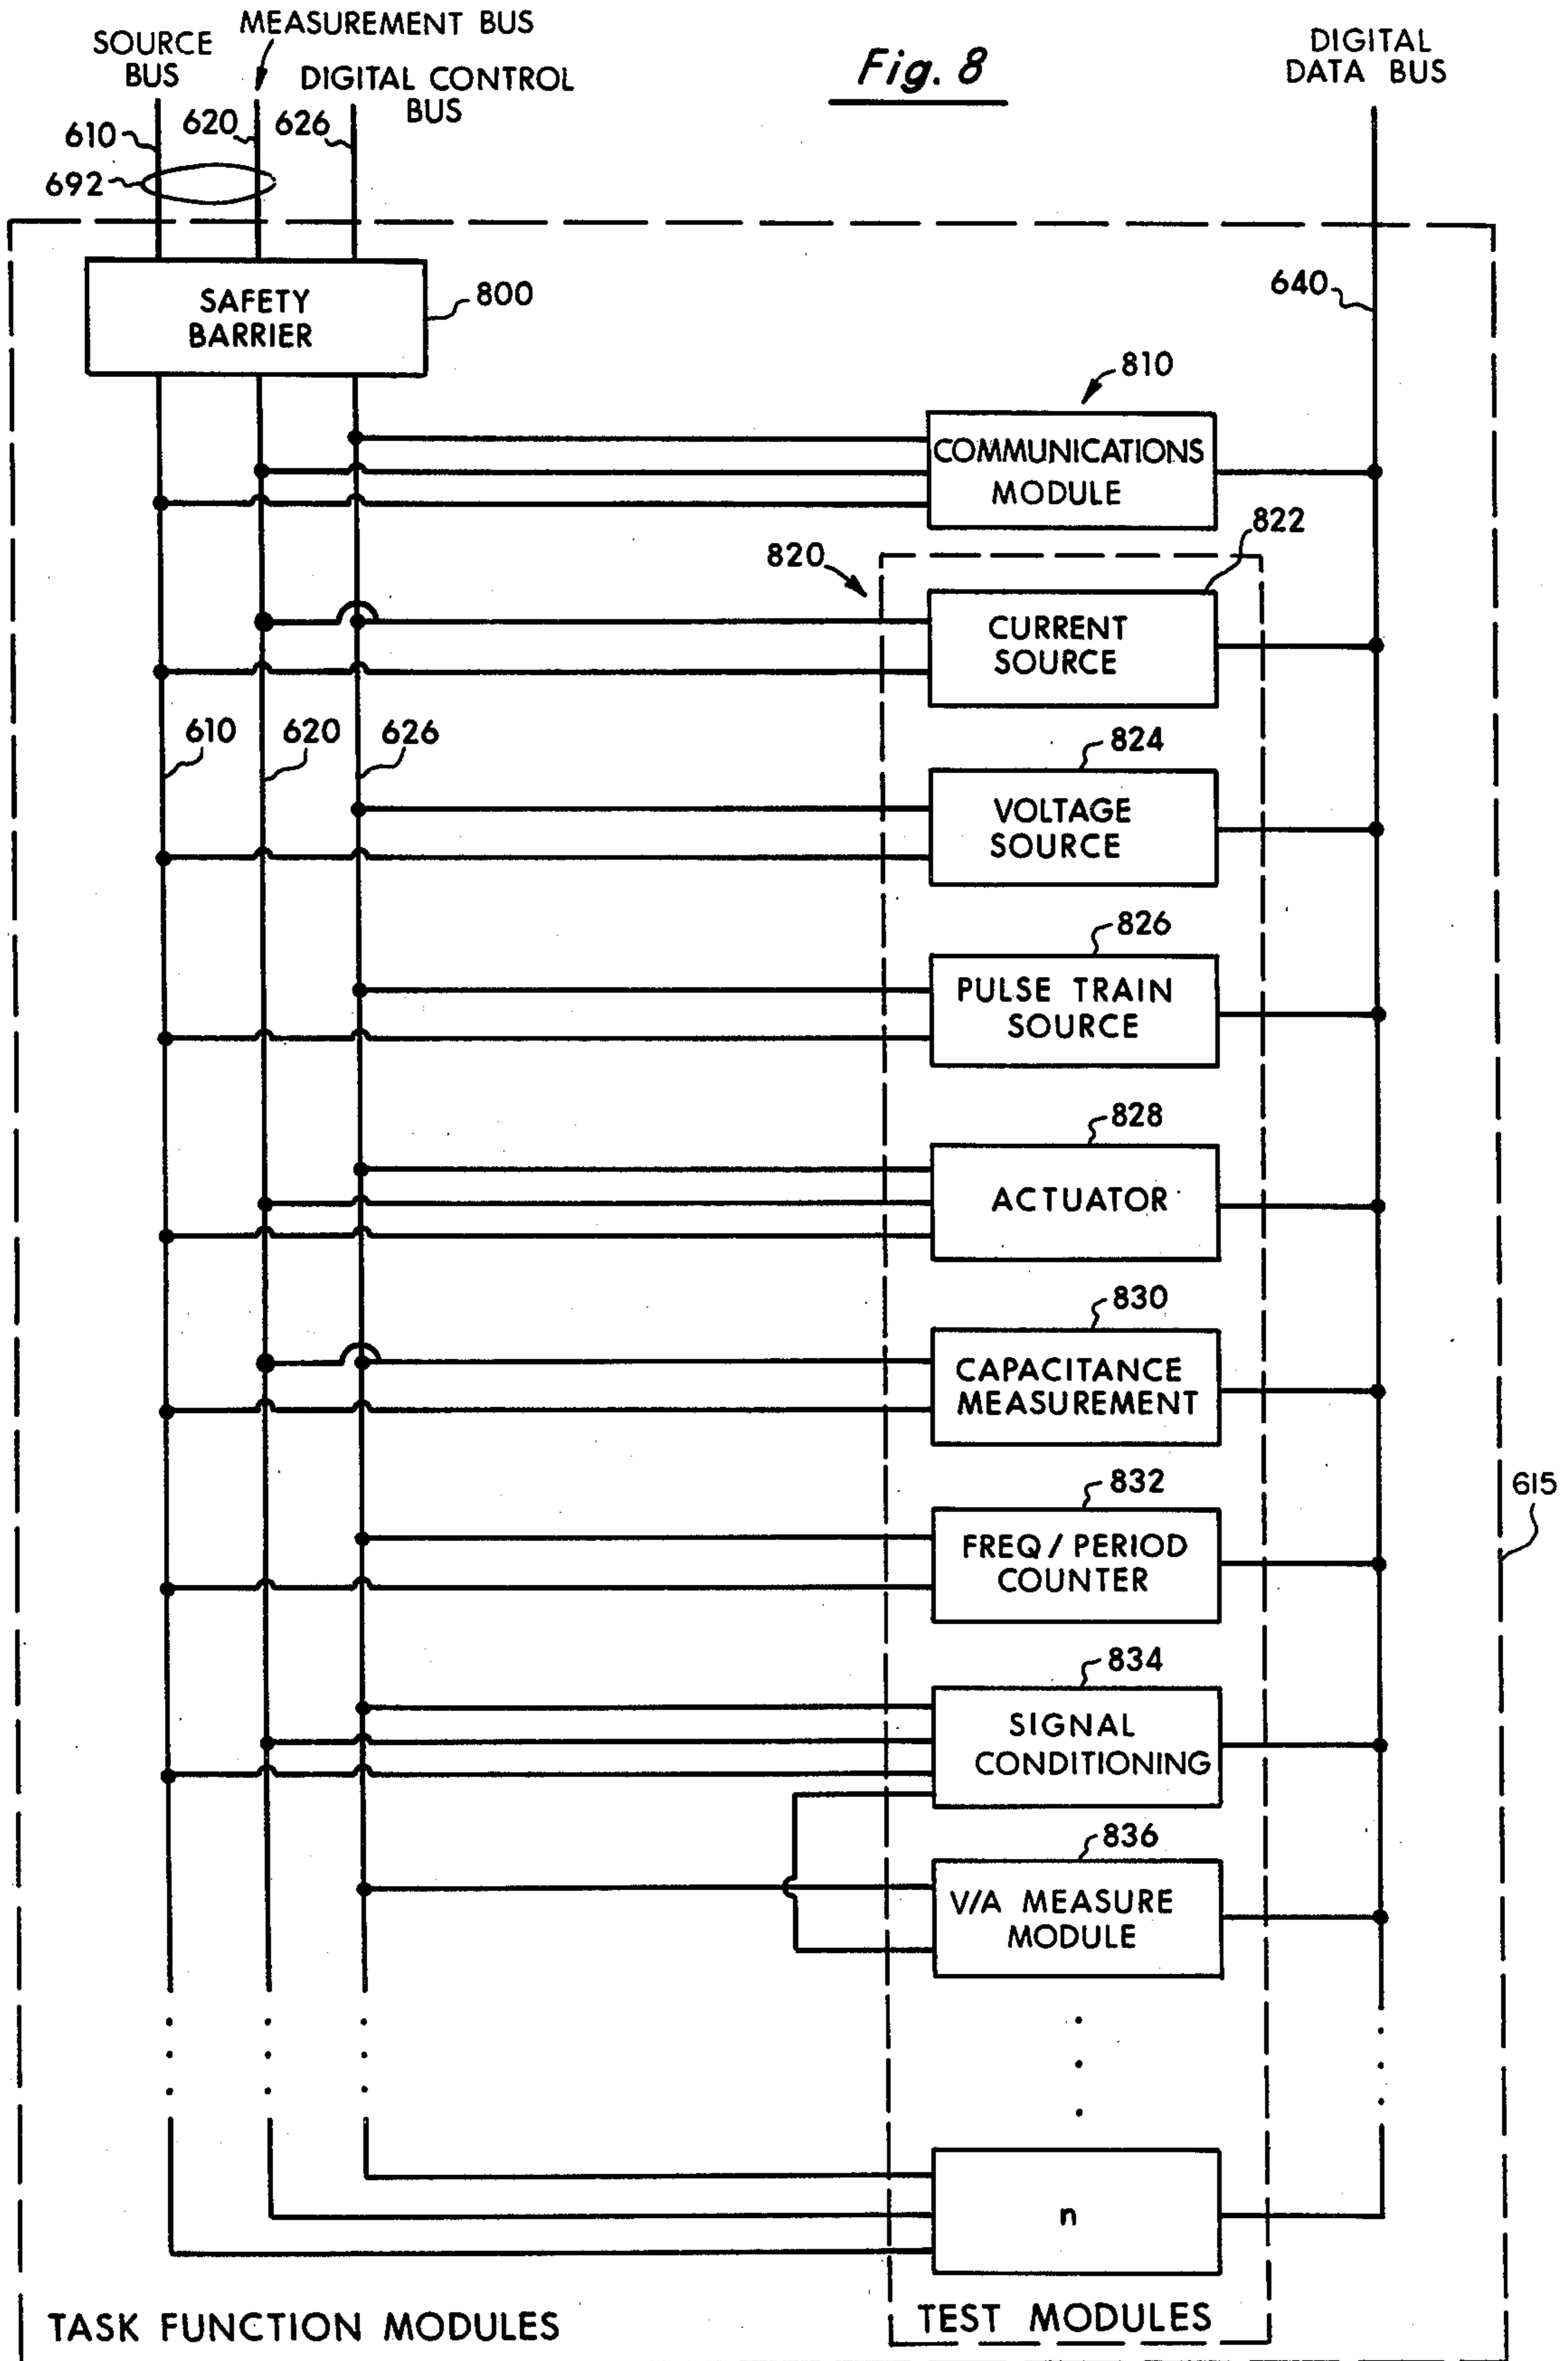 MEASUREMENT BUS
SOURCE
BUS
DIGITAL CONTROL
BUS
Fig. 8
DIGITAL
DATA BUS
610
620
626
692
SAFETY
BARRIER
800
640
810
COMMUNICATIONS
MODULE
820
822
CURRENT
SOURCE
610
620
626
824
VOLTAGE
SOURCE
826
PULSE TRAIN
SOURCE
828
ACTUATOR
830
CAPACITANCE
MEASUREMENT
832
FREQ / PERIOD
COUNTER
615
834
SIGNAL
CONDITIONING
836
V/A MEASURE
MODULE
n
TASK FUNCTION MODULES
TEST MODULES